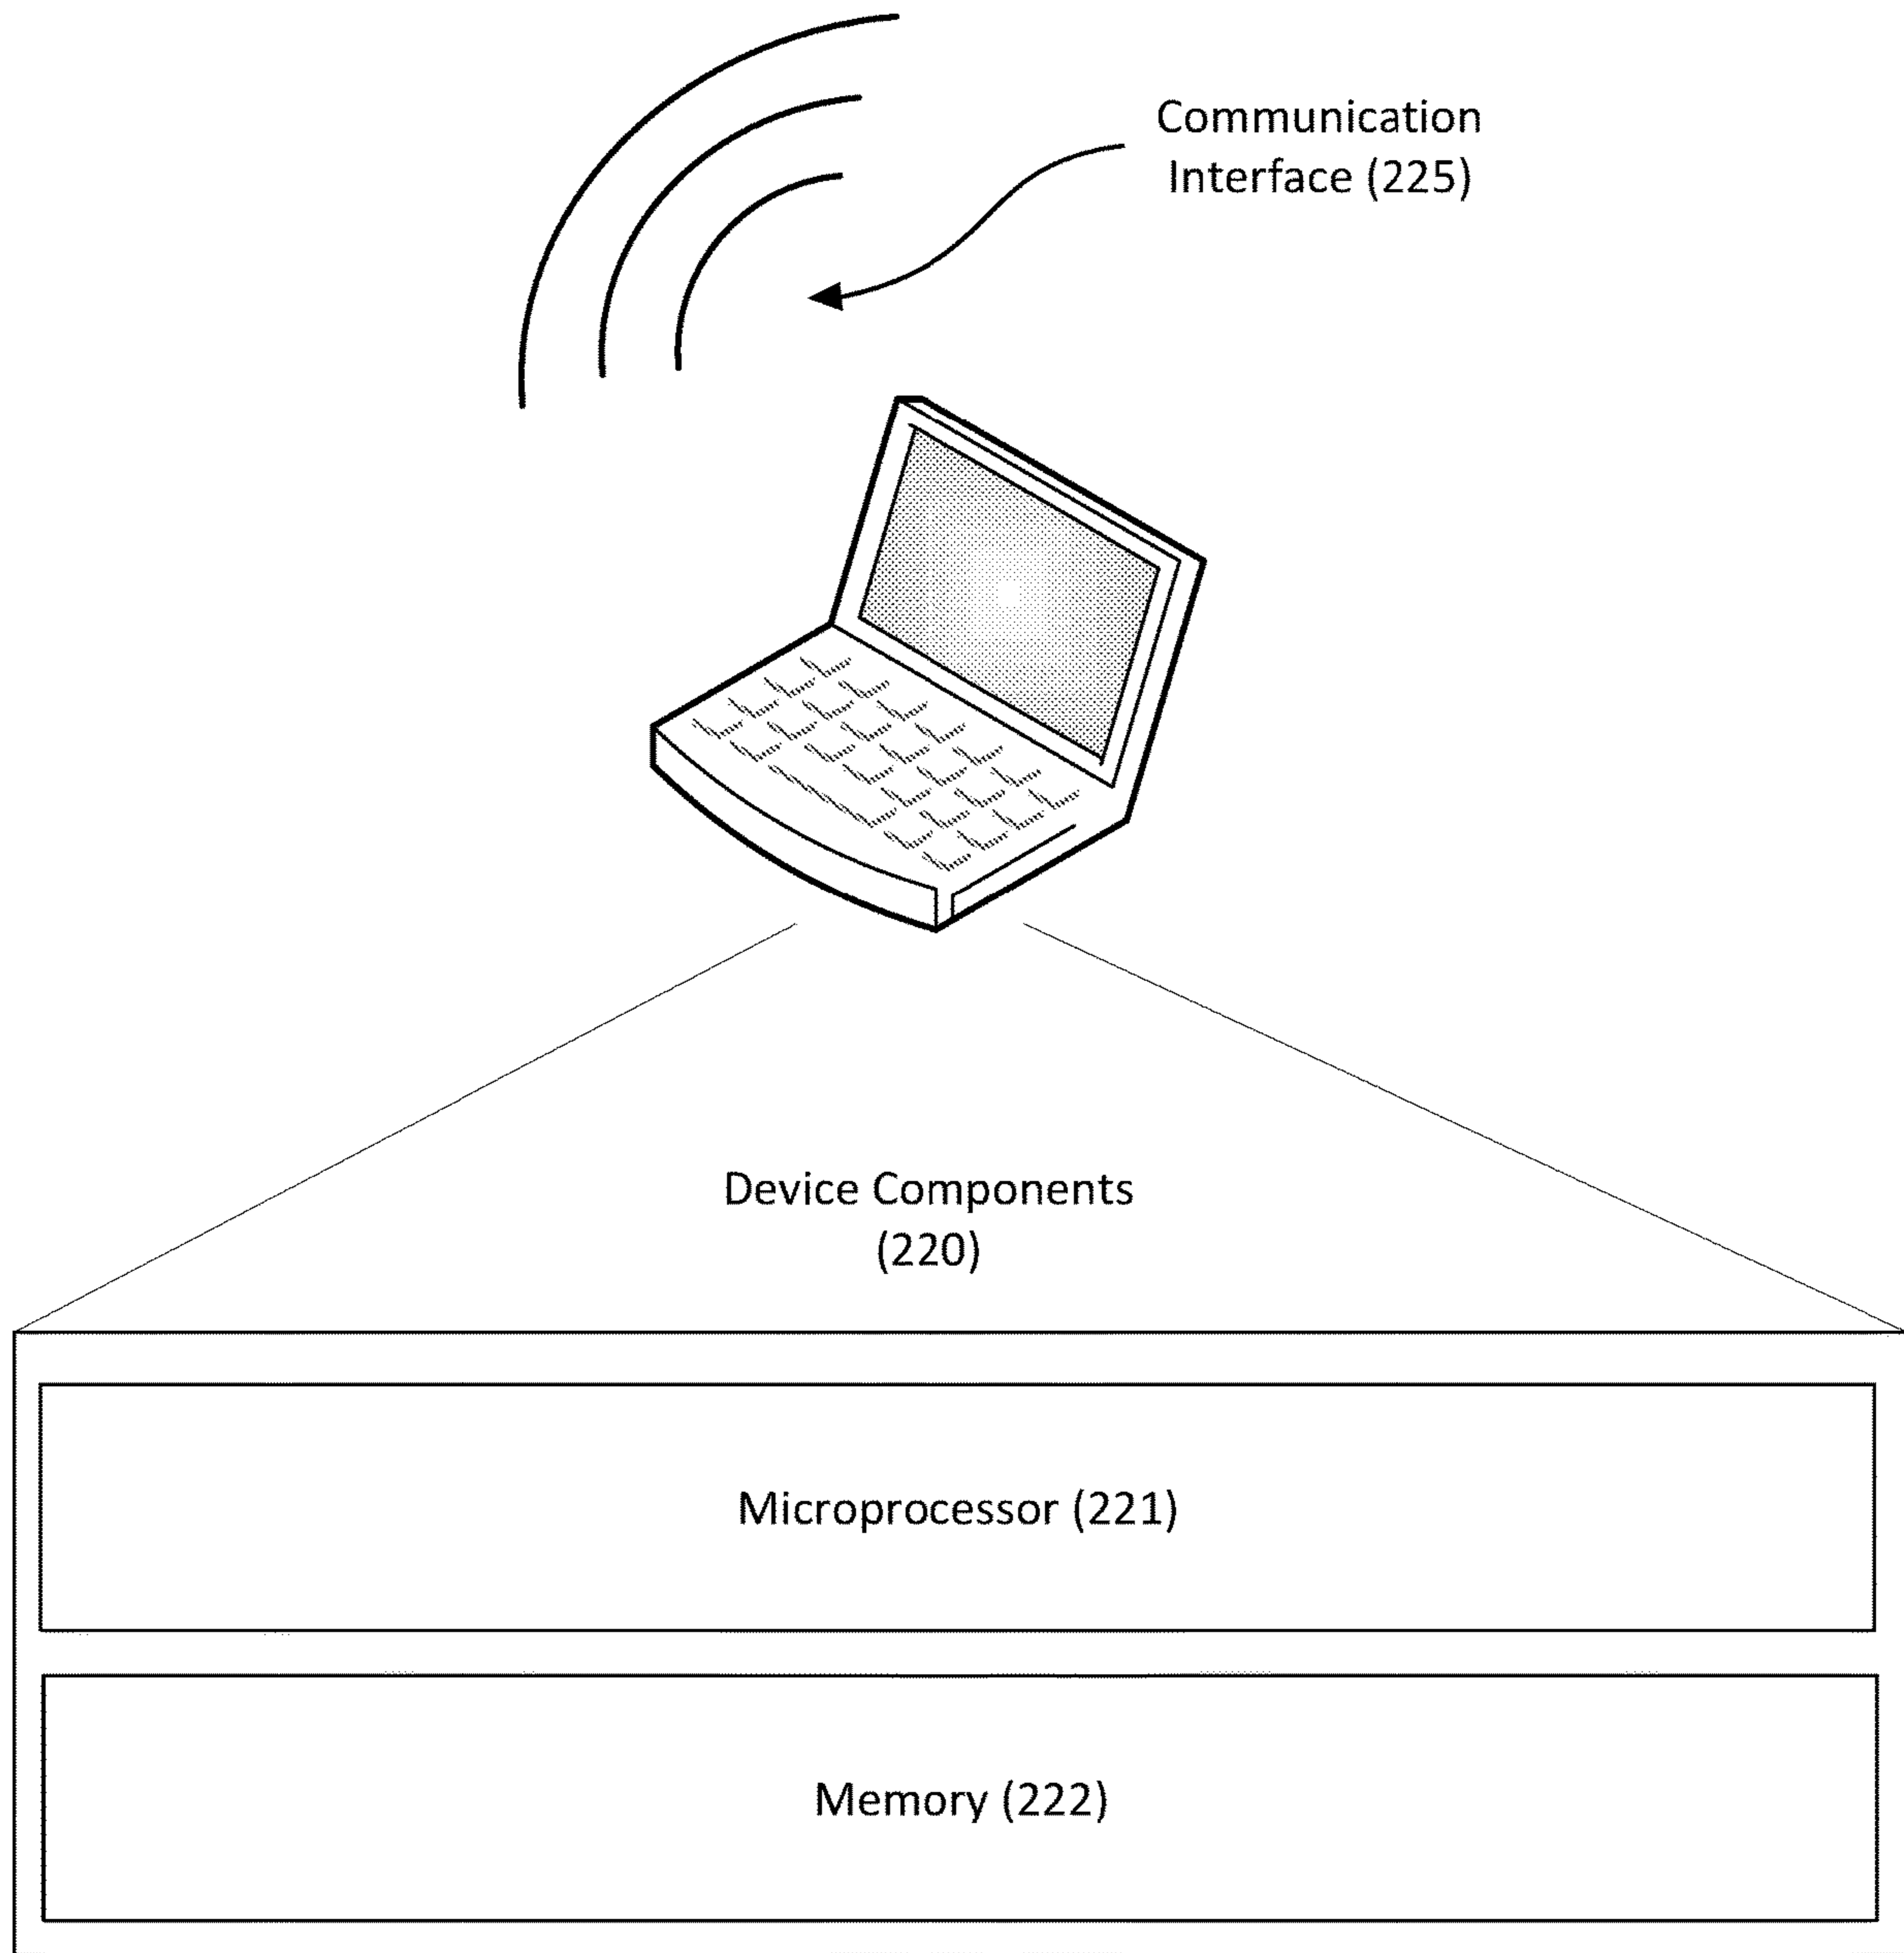 Communication
Interface (225)
Device Components
(220)
Microprocessor (221)
Memory (222)